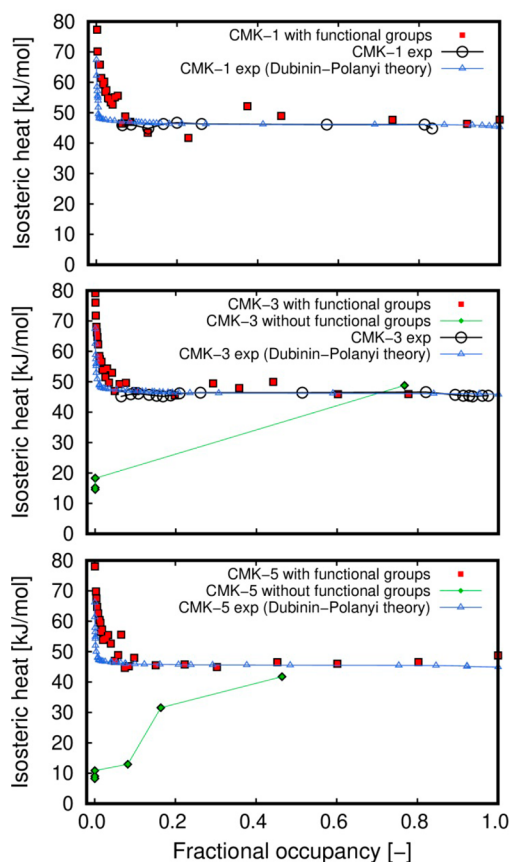 80
CMK−1 with functional groups
70
CMK−1 exp
60
CMK−1 exp (Dubinin−Polanyi theory)
50
40
30
20
10
0
Isosteric heat [kJ/mol]
80
CMK−3 with functional groups
70
CMK−3 without functional groups
CMK−3 exp
60
CMK−3 exp (Dubinin−Polanyi theory)
50
40
30
20
10
0
Isosteric heat [kJ/mol]
80
CMK−5 with functional groups
70
CMK−5 without functional groups
CMK−5 exp (Dubinin−Polanyi theory)
60
50
40
30
20
10
0
Isosteric heat [kJ/mol]
0.0 0.2 0.4 0.6 0.8 1.0
Fractional occupancy [−]